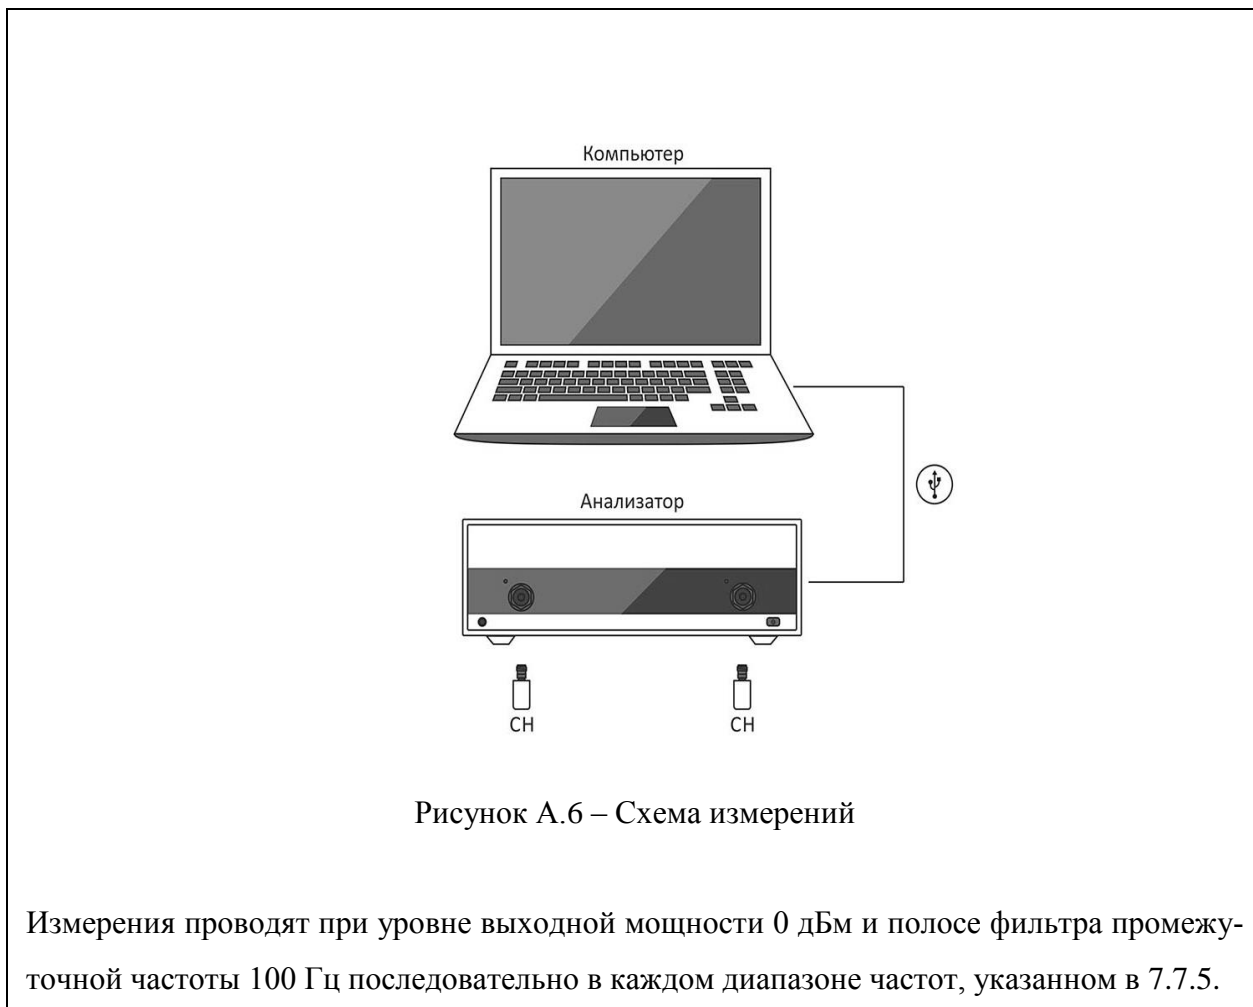 Компьютер
Анализатор
СН СН
Рисунок А.6 – Схема измерений
Измерения проводят при уровне выходной мощности 0 дБм и полосе фильтра промежу-
точной частоты 100 Гц последовательно в каждом диапазоне частот, указанном в 7.7.5.